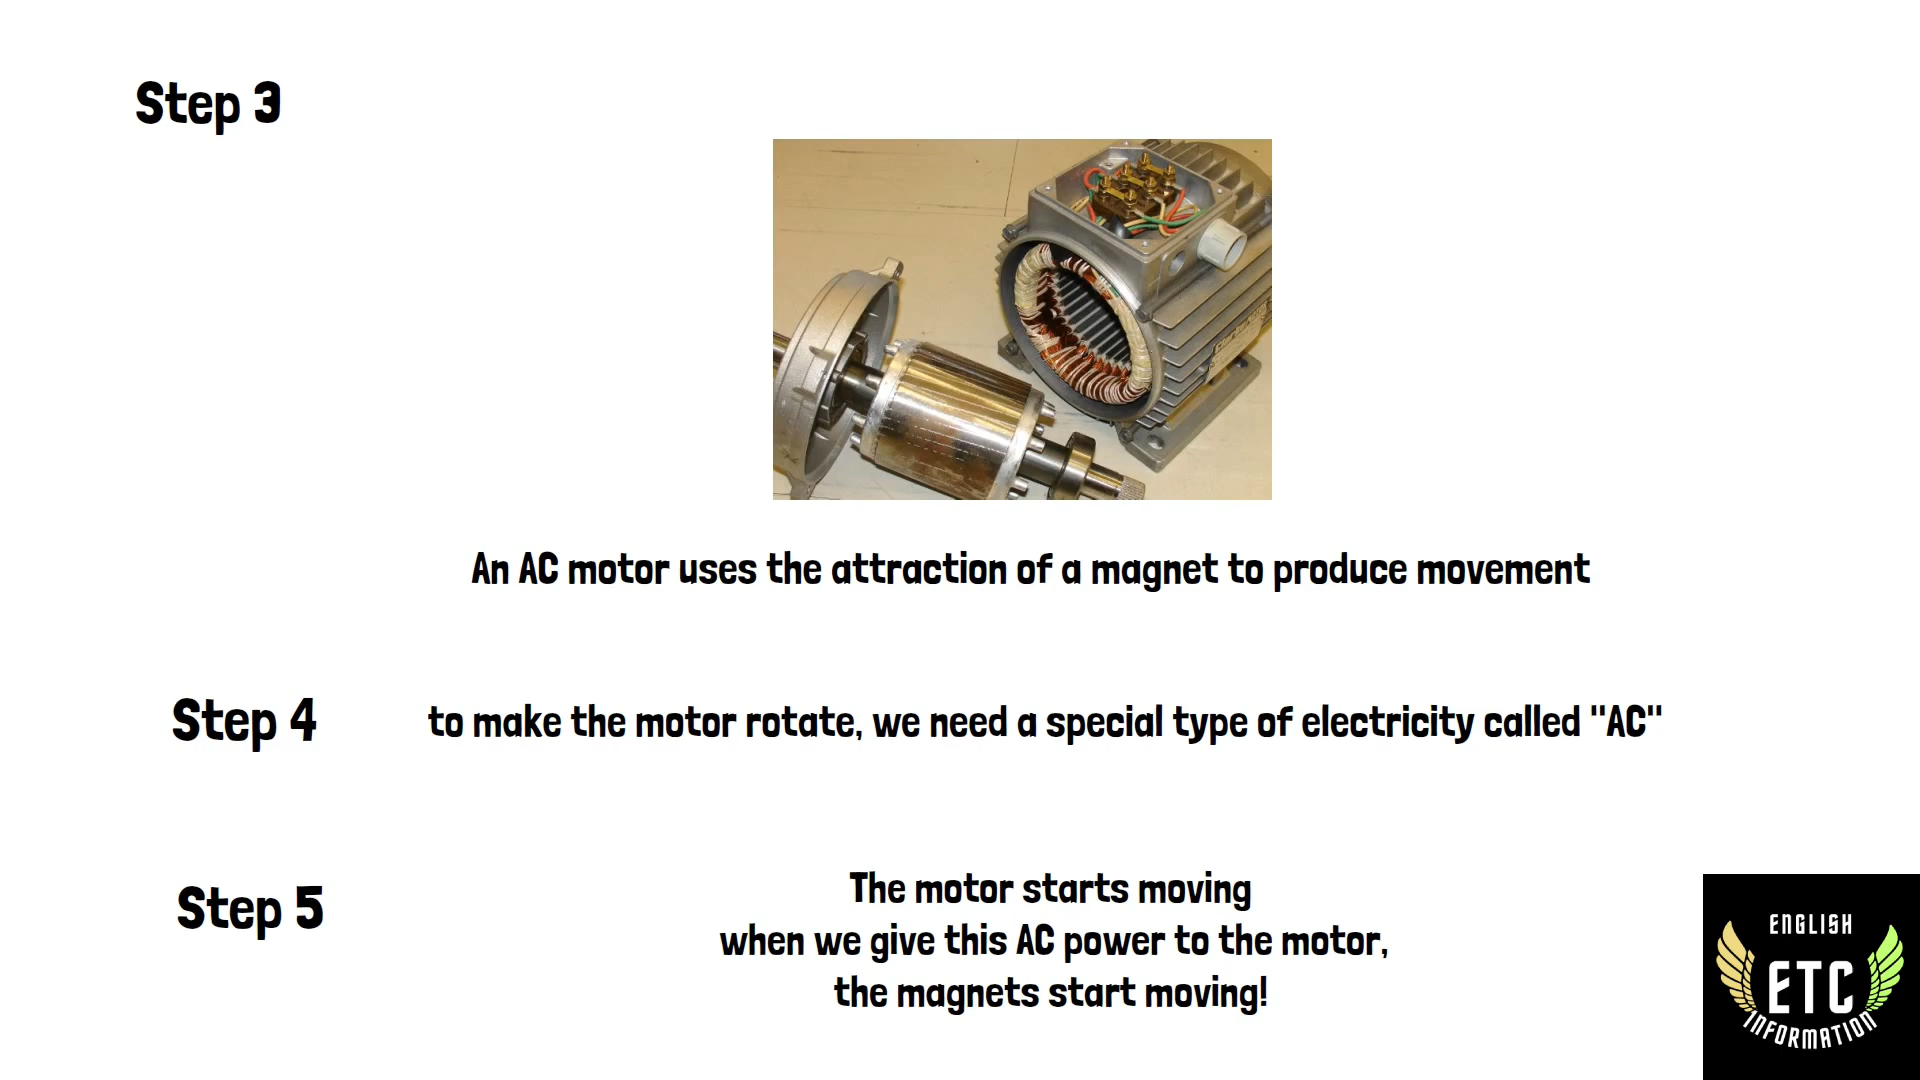 Step 3
An AC motor uses the attraction of a magnet to produce movement
Step 4
to make the motor rotate, we need a special type of electricity called "AC"
Step 5
The motor starts moving
when we give this AC power to the motor,
the magnets start moving!
ENGLISH
ETC
INFORMATION